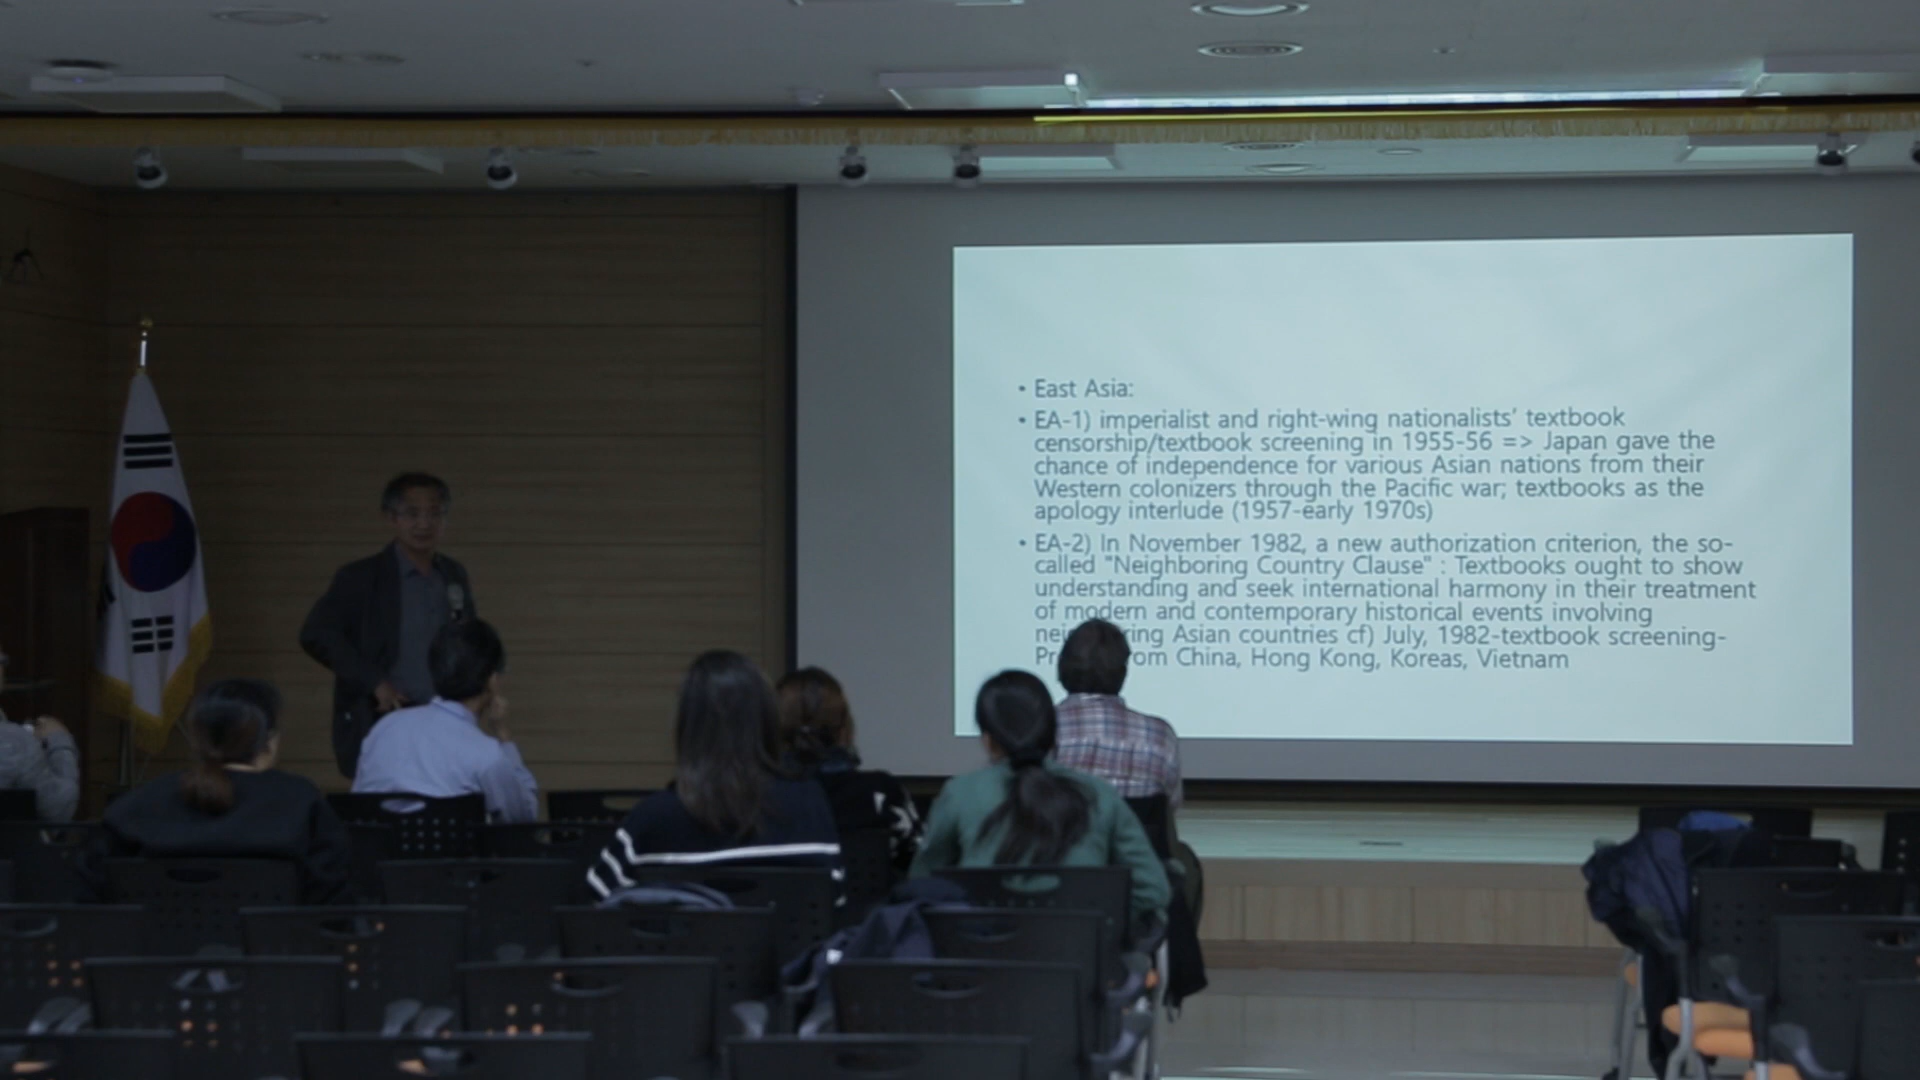 • East Asia:
• EA-1) imperialist and right-wing nationalists' textbook
censorship/textbook screening in 1955-56 => Japan gave the
chance of independence for various Asian nations from their
Western colonizers through the Pacific war; textbooks as the
apology interlude (1957-early 1970s)
• EA-2) In November 1982, a new authorization criterion, the so-
called "Neighboring Country Clause" : Textbooks ought to show
understanding and seek international harmony in their treatment
of modern and contemporary historical events involving
Asian countries cf) July, 1982-textbook screening-
China, Hong Kong, Koreas, Vietnam